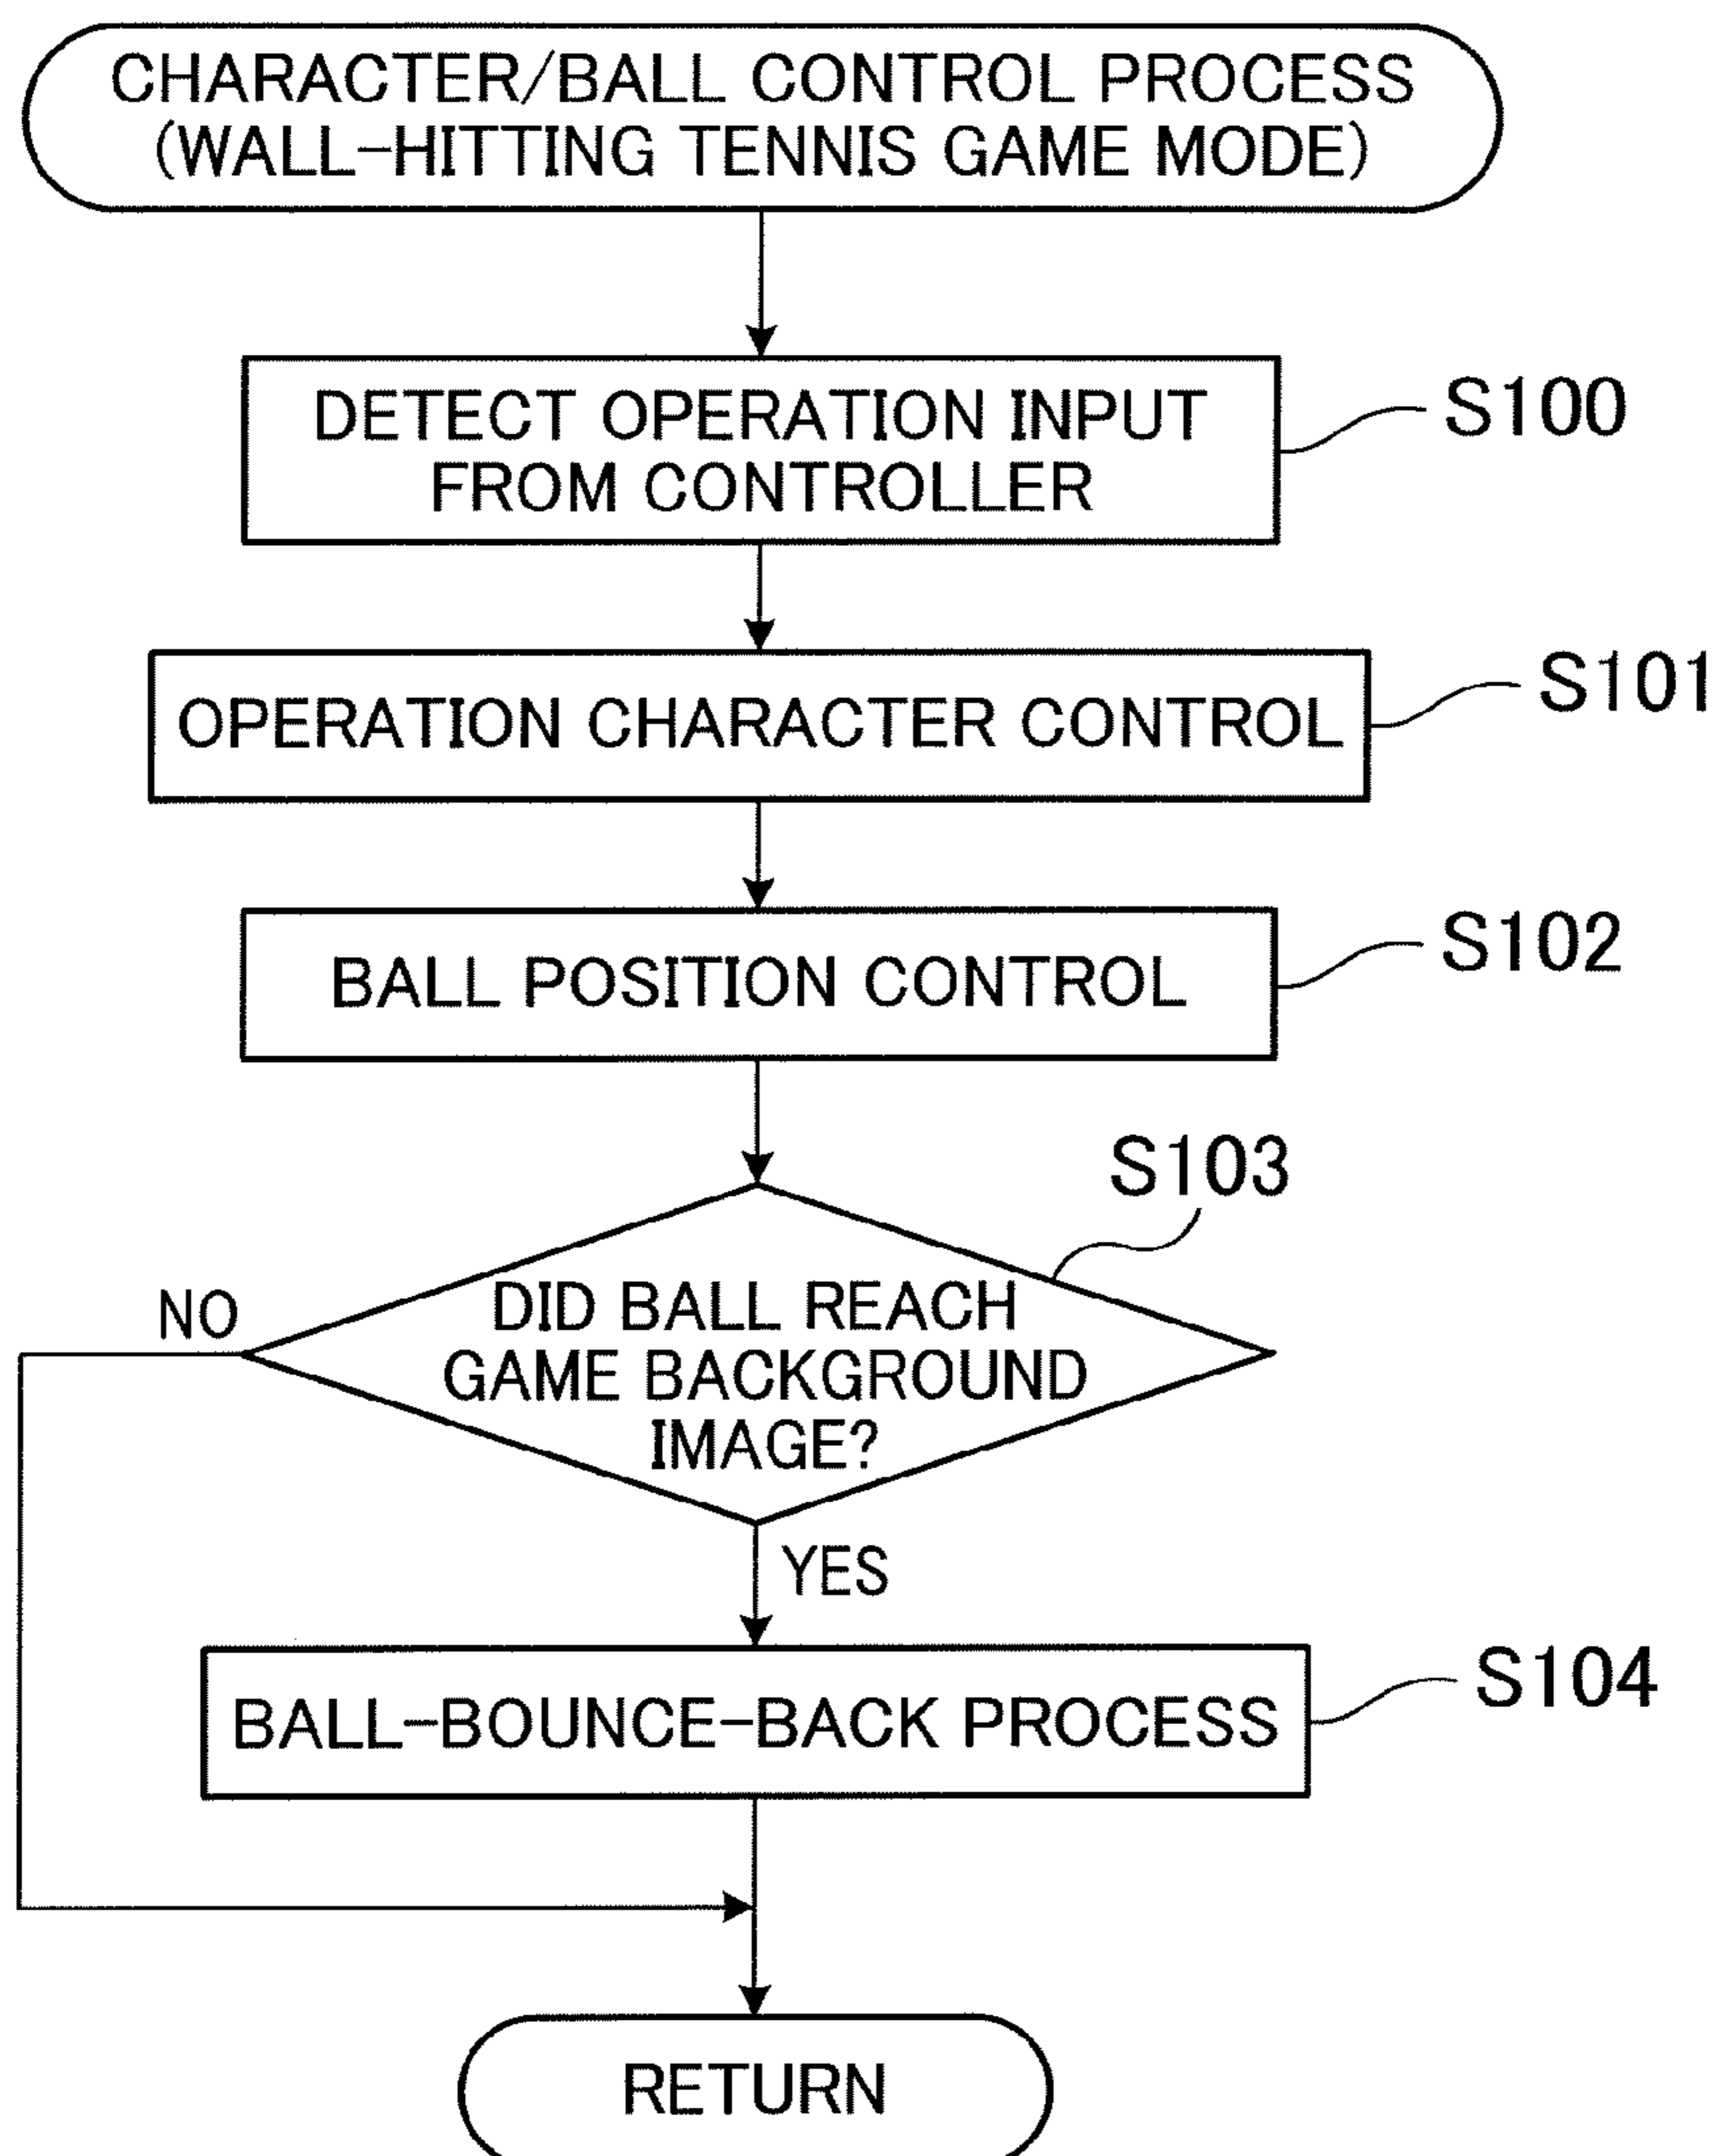 CHARACTER/BALL CONTROL PROCESS
(WALL-HITTING TENNIS GAME MODE)
DETECT OPERATION INPUT
FROM CONTROLLER
S100
OPERATION CHARACTER CONTROL
S101
BALL POSITION CONTROL
S102
S103
DID BALL REACH
GAME BACKGROUND
IMAGE?
NO
YES
BALL-BOUNCE-BACK PROCESS
S104
RETURN